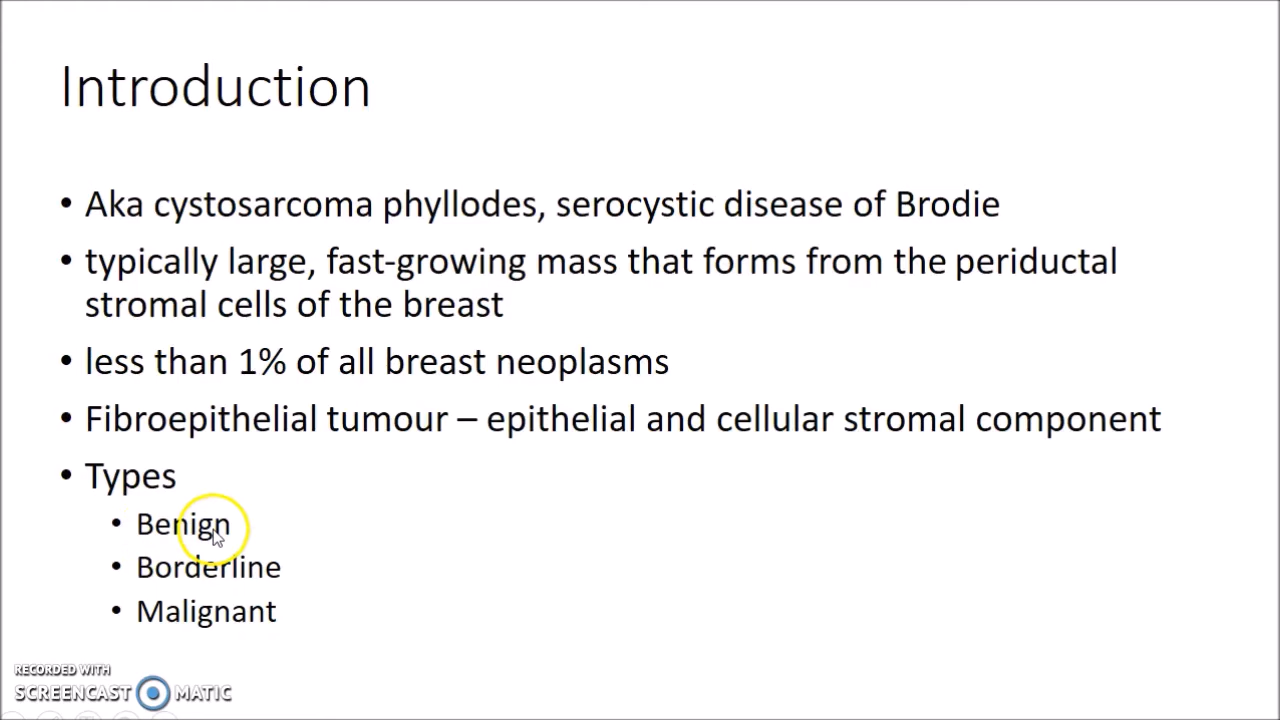 Introduction
• Aka cystosarcoma phyllodes, serocystic disease of Brodie
• typically large, fast-growing mass that forms from the periductal
stromal cells of the breast
• less than 1% of all breast neoplasms
• Fibroepithelial tumour – epithelial and cellular stromal component
• Types
• Benign
• Borderline
• Malignant
RECORDED WITH
SCREENCAST MATIC